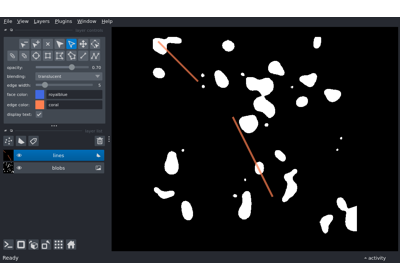 File View Layers Plugins Window Help
opacity: 0.70
blending: translucent
edge width: 5
face color: royalblue
edge color: coral
display text: ✓
lines
blobs
Ready
activity